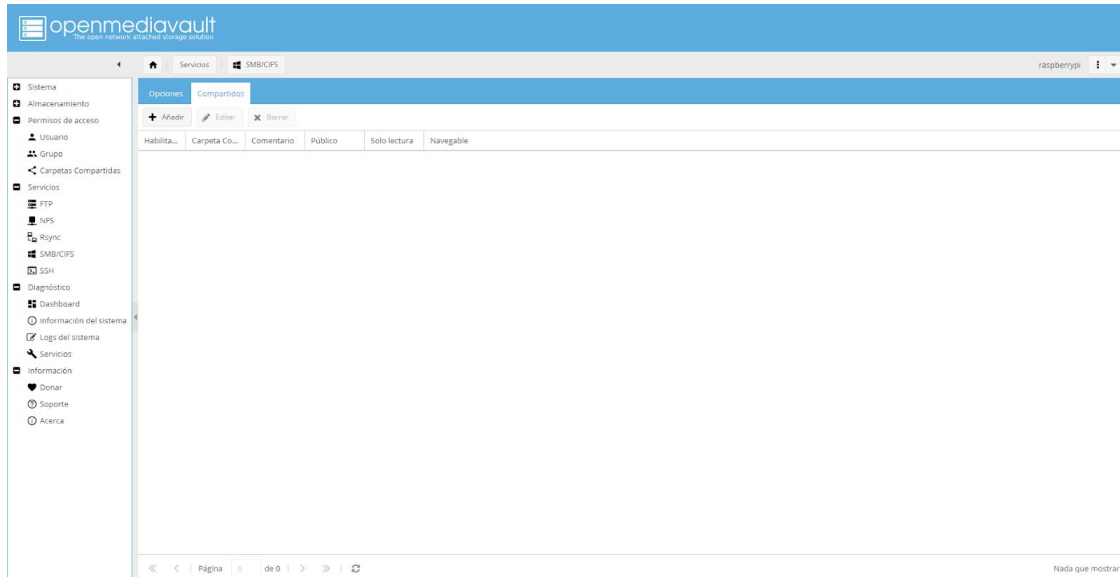 openmediavault
The open network attached storage solution
Servicios
SMB/CIFS
raspberrypi
Sistema
Almacenamiento
Permisos de acceso
Usuario
Grupo
Carpetas Compartidas
Servicios
FTP
NFS
Rsync
SMB/CIFS
SSH
Diagnóstico
Dashboard
Información del sistema
Logs del sistema
Servicios
Información
Donar
Soporte
Acerca
Opciones Compartidos
Añadir Editar Borrar
Habilita... Carpeta Co... Comentario Público Solo lectura Navegable
Página 0 de 0
Nada que mostrar